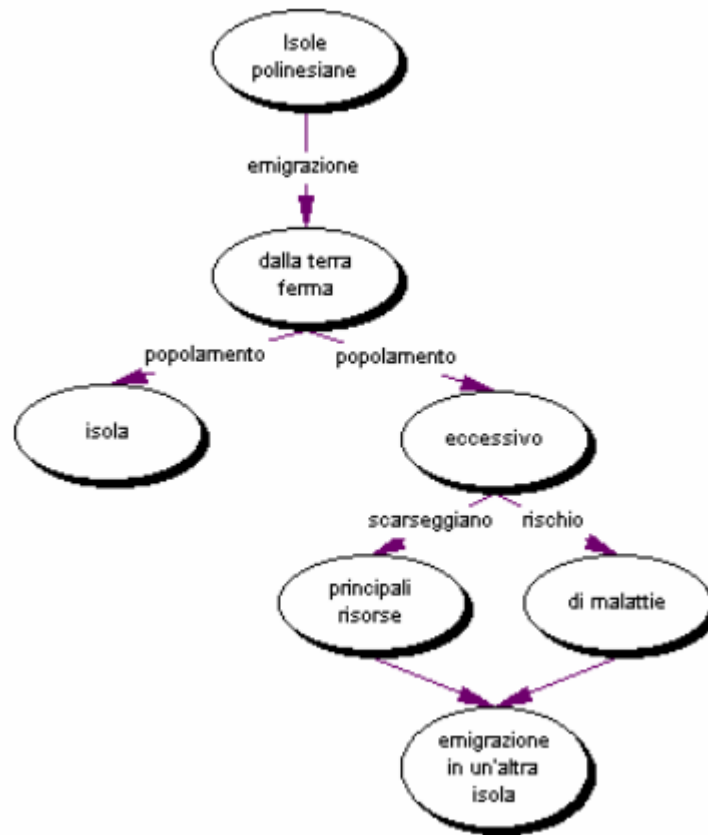 Isole
polinesiane
emigrazione
dalla terra
ferma
popolamento
popolamento
isola
eccessivo
scarseggiano
rischio
principali
risorse
di malattie
emigrazione
in un'altra
isola